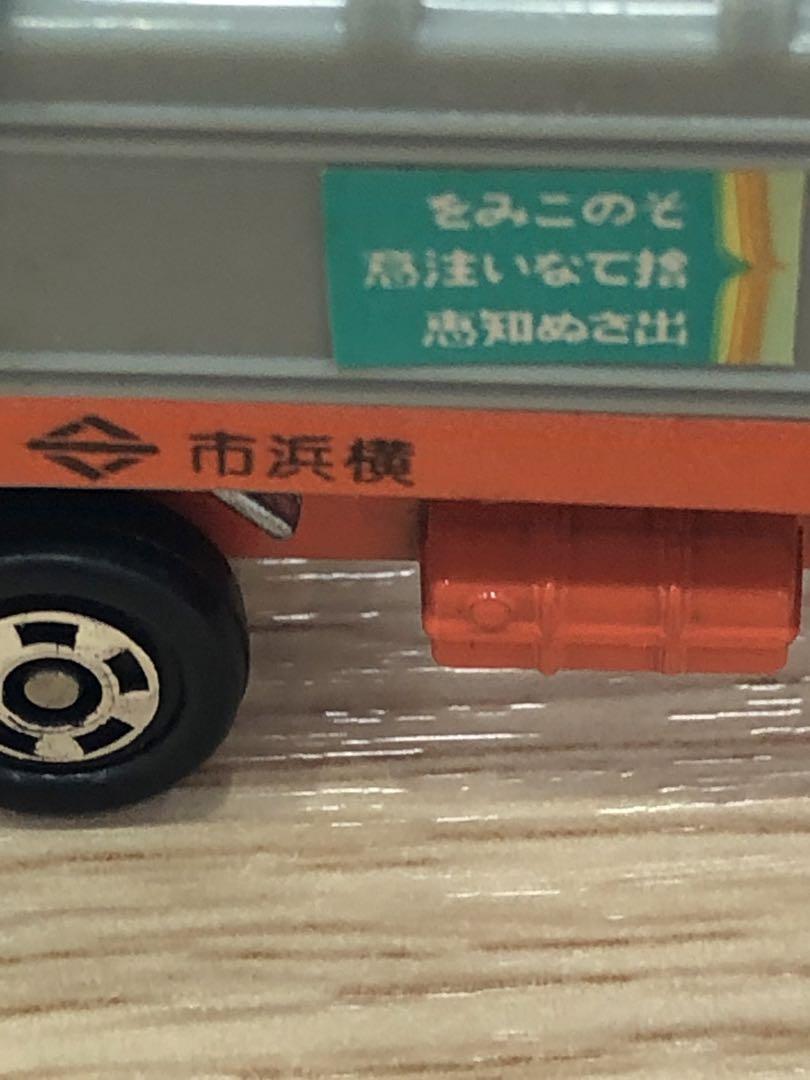 そのごみを
捨てない注意
出さぬ知恵
横浜市